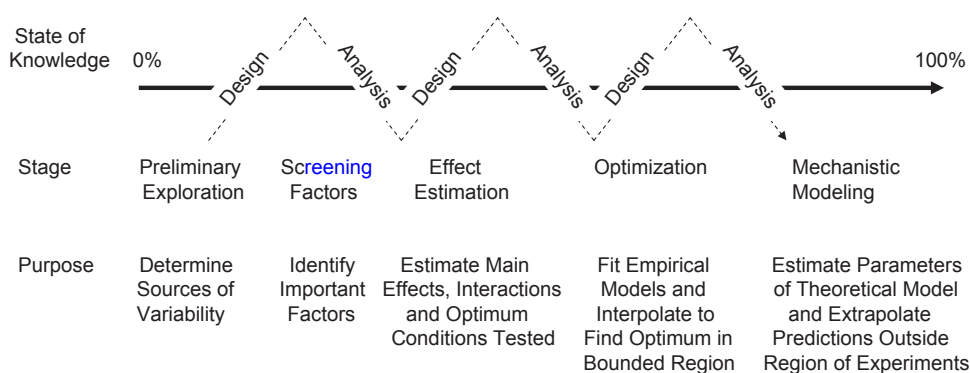 State of
Knowledge 0% 100%
Design Analysis Design Analysis Design Analysis
Stage
Preliminary
Exploration
Screening
Factors
Effect
Estimation
Optimization
Mechanistic
Modeling
Purpose
Determine
Sources of
Variability
Identify
Important
Factors
Estimate Main
Effects, Interactions
and Optimum
Conditions Tested
Fit Empirical
Models and
Interpolate to
Find Optimum in
Bounded Region
Estimate Parameters
of Theoretical Model
and Extrapolate
Predictions Outside
Region of Experiments